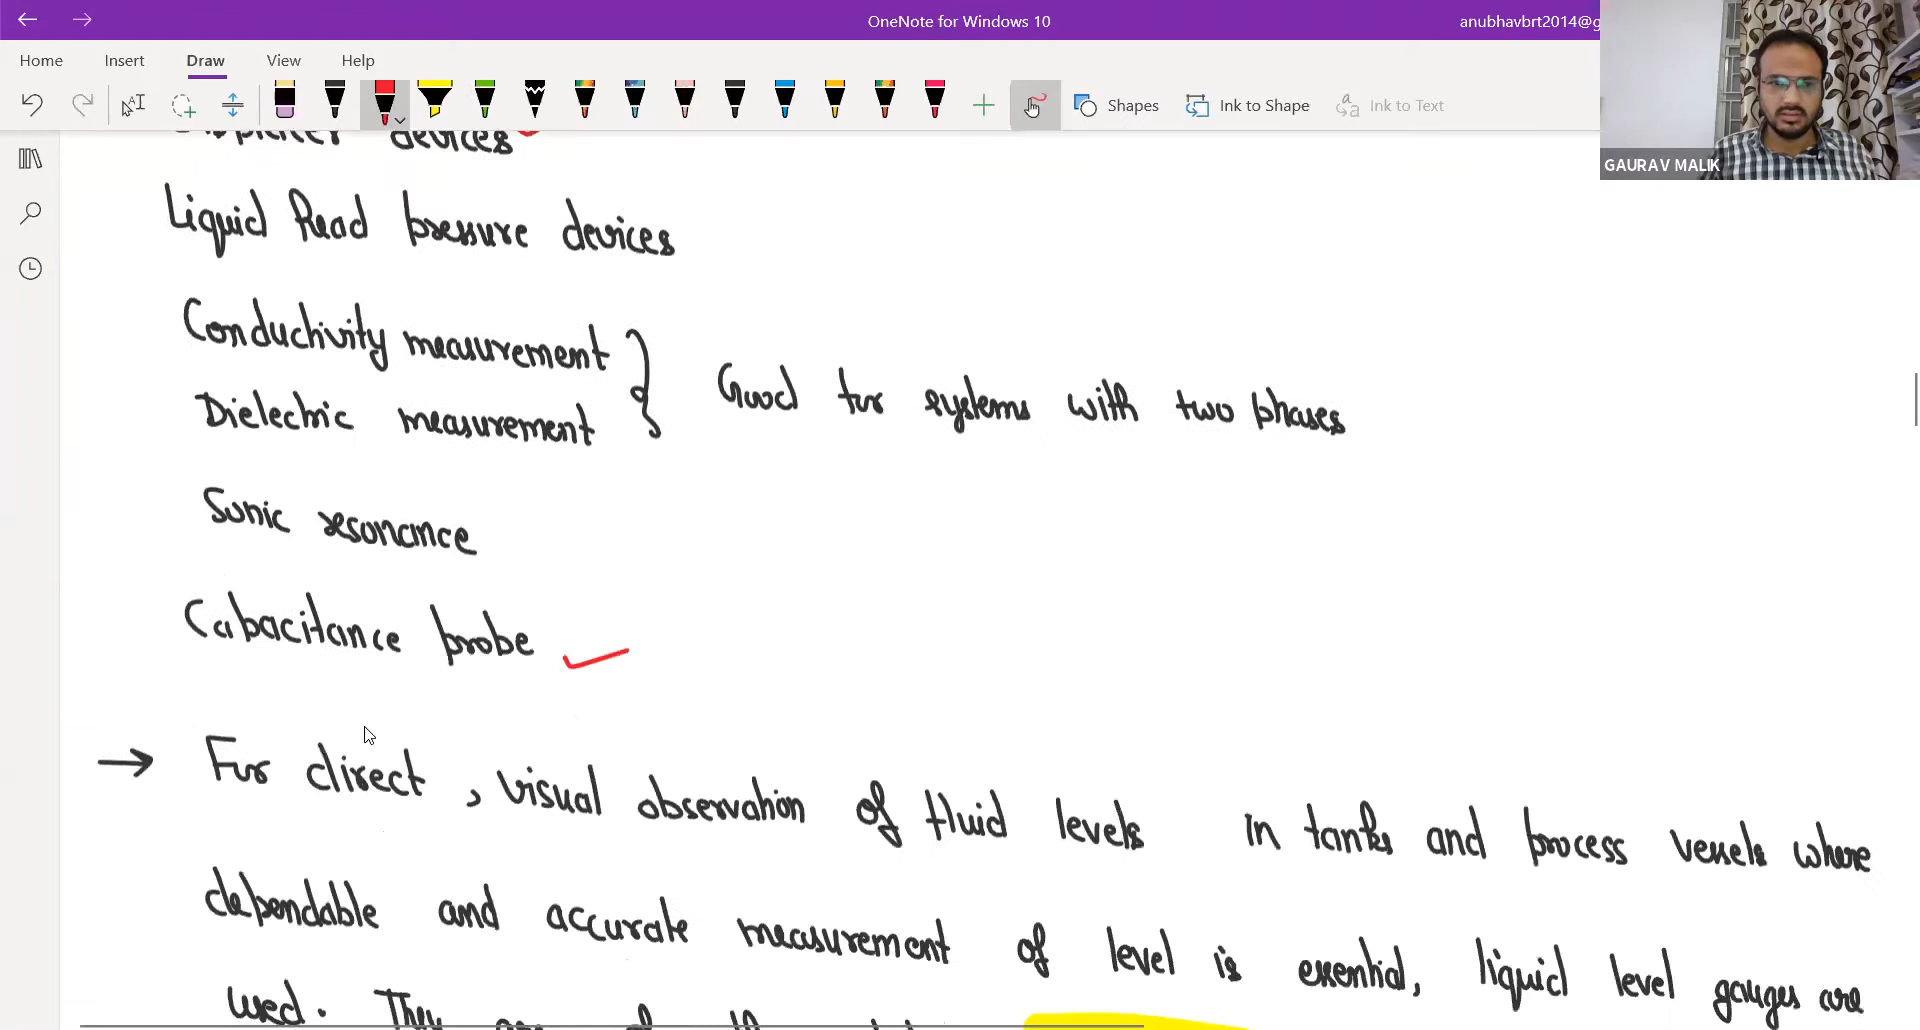 OneNote for Windows 10
anubhavbrt2014@g
Home Insert Draw View Help
Shapes Ink to Shape Ink to Text
GAURAV MALIK
devices
Liquid Head pressure devices
Conductivity measurement
Dielectric measurement
Good for systems with two phases
Sonic resonance
Capacitance probe
→ For direct, visual observation of fluid levels in tanks and process vessels where
dependable and accurate measurement of level is essential, liquid level gauges are
used. They are of